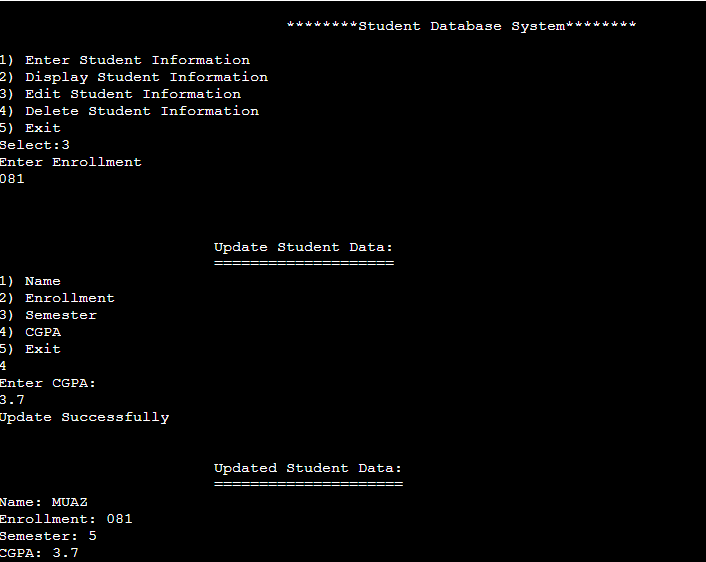 ********Student Database System********
1) Enter Student Information
2) Display Student Information
3) Edit Student Information
4) Delete Student Information
5) Exit
Select:3
Enter Enrollment
081
Update Student Data:
====================
1) Name
2) Enrollment
3) Semester
4) CGPA
5) Exit
4
Enter CGPA:
3.7
Update Successfully
Updated Student Data:
=====================
Name: MUAZ
Enrollment: 081
Semester: 5
CGPA: 3.7